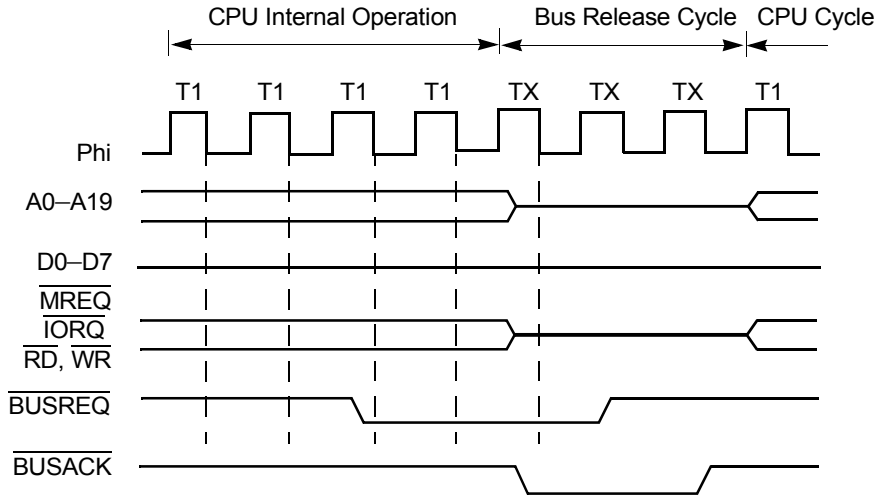 CPU Internal Operation Bus Release Cycle CPU Cycle
T1 T1 T1 T1 TX TX TX T1
Phi
A0–A19
D0–D7
MREQ
IORQ
RD, WR
BUSREQ
BUSACK